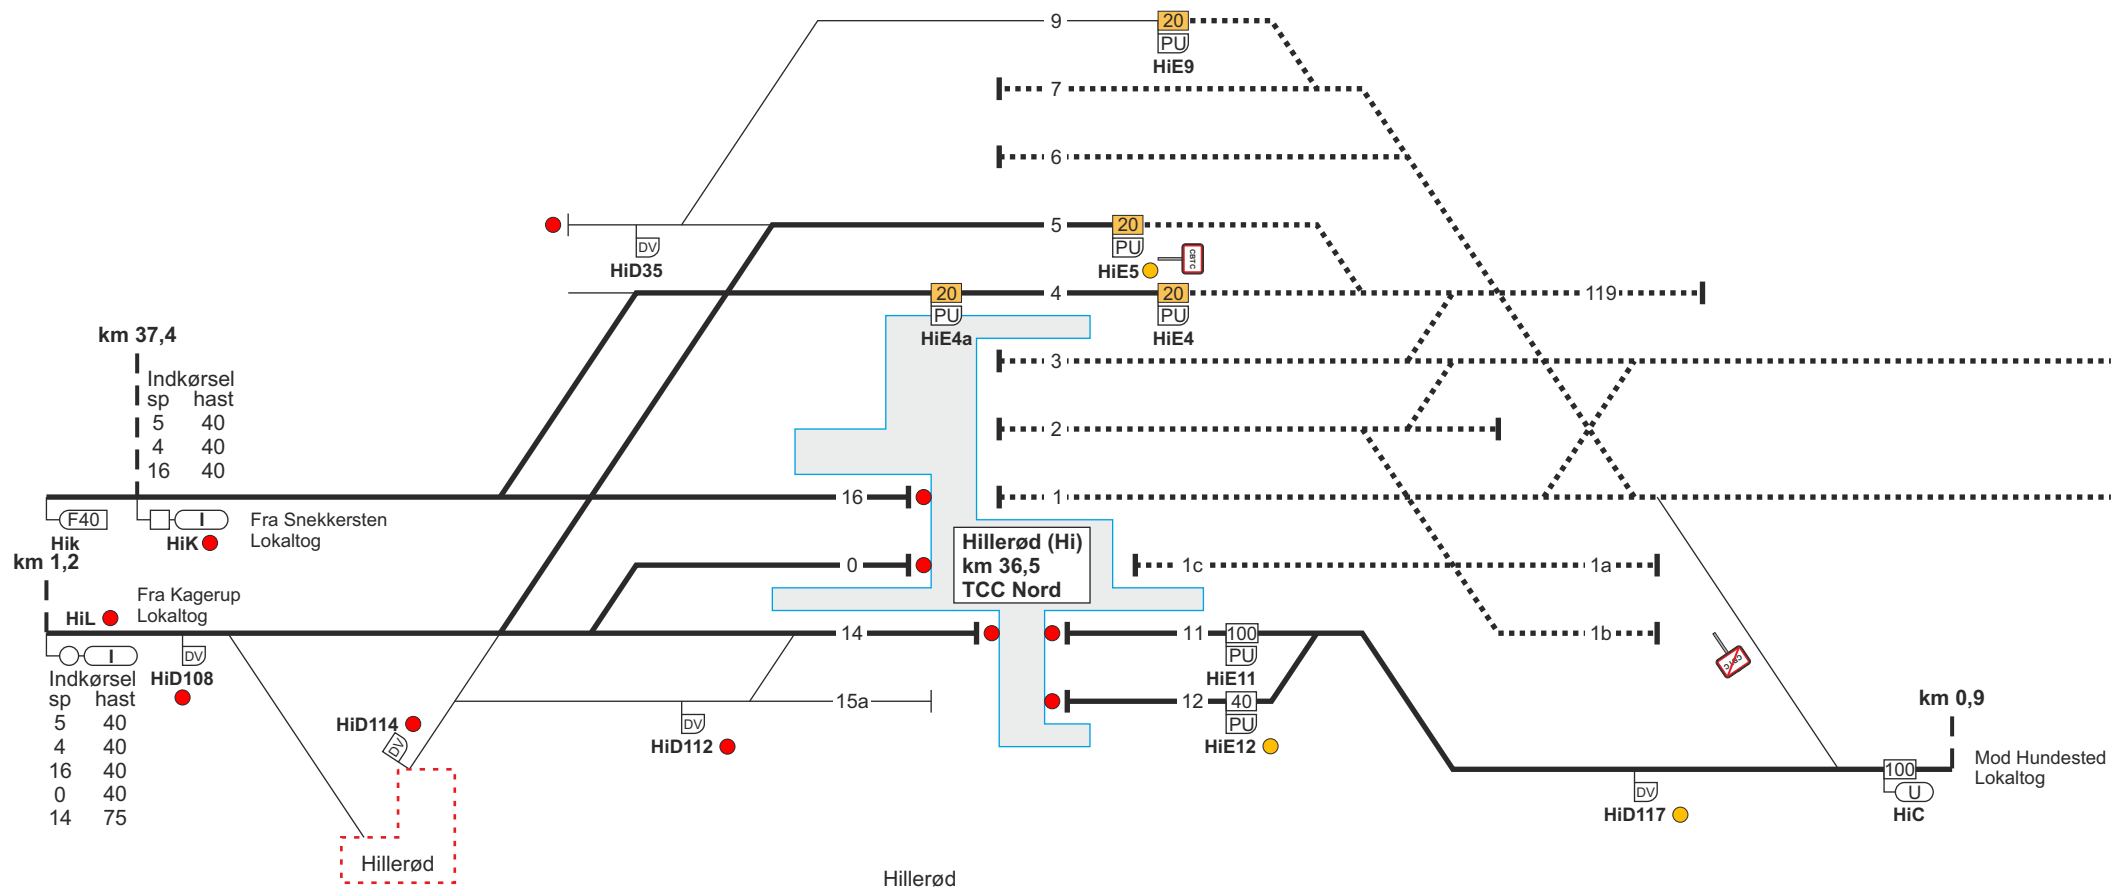 9
20
PU
HiE9
7
6
5
20
PU
HiE5
CBTC
DV
HiD35
20
4
20
119
PU
HiE4a
PU
HiE4
km 37,4
Indkørsel
sp hast
5 40
4 40
16 40
3
2
16
1
F40
Hik
I
HiK
Fra Snekkersten
Lokaltog
km 1,2
Hillerød (Hi)
km 36,5
TCC Nord
0
1c
1a
HiL
Fra Kagerup
Lokaltog
14
11
100
PU
HiE11
1b
I
DV
HiD108
Indkørsel
sp hast
5 40
4 40
16 40
0 40
14 75
CBTC
15a
12
40
PU
HiE12
DV
HiD114
DV
HiD112
km 0,9
100
U
HiC
Mod Hundested
Lokaltog
DV
HiD117
Hillerød
Hillerød